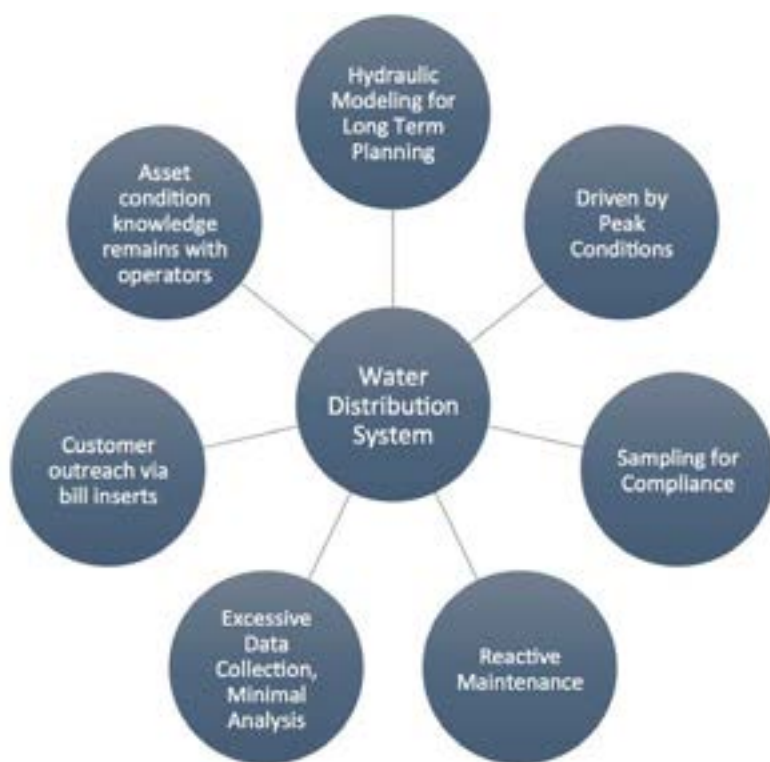 Hydraulic
Modeling for
Long Term
Planning
Driven by
Peak
Conditions
Sampling for
Compliance
Reactive
Maintenance
Excessive
Data
Collection,
Minimal
Analysis
Customer
outreach via
bill inserts
Asset
condition
knowledge
remains with
operators
Water
Distribution
System